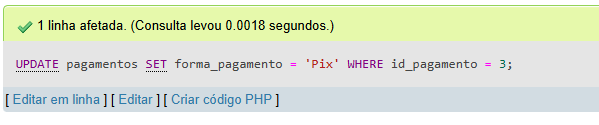 1 linha afetada. (Consulta levou 0.0018 segundos.)
UPDATE pagamentos SET forma_pagamento = 'Pix' WHERE id_pagamento = 3;
[ Editar em linha ] [ Editar ] [ Criar código PHP ]